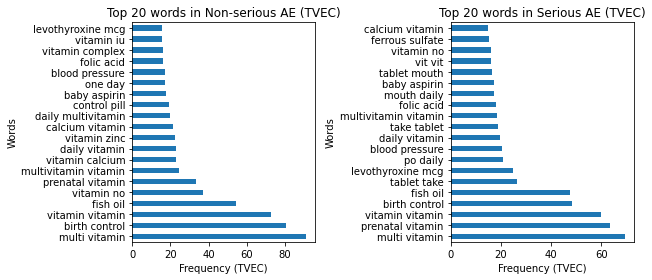 Top 20 words in Non-serious AE (TVEC)
levothyroxine mcg
vitamin iu
vitamin complex
folic acid
blood pressure
one day
baby aspirin
control pill
daily multivitamin
calcium vitamin
vitamin zinc
daily vitamin
vitamin calcium
multivitamin vitamin
prenatal vitamin
vitamin no
fish oil
vitamin vitamin
birth control
multi vitamin
Words
0 20 40 60 80
Frequency (TVEC)
Top 20 words in Serious AE (TVEC)
calcium vitamin
ferrous sulfate
vitamin no
vit vit
tablet mouth
baby aspirin
mouth daily
folic acid
multivitamin vitamin
take tablet
daily vitamin
blood pressure
po daily
levothyroxine mcg
tablet take
fish oil
birth control
vitamin vitamin
prenatal vitamin
multi vitamin
Words
0 20 40 60
Frequency (TVEC)